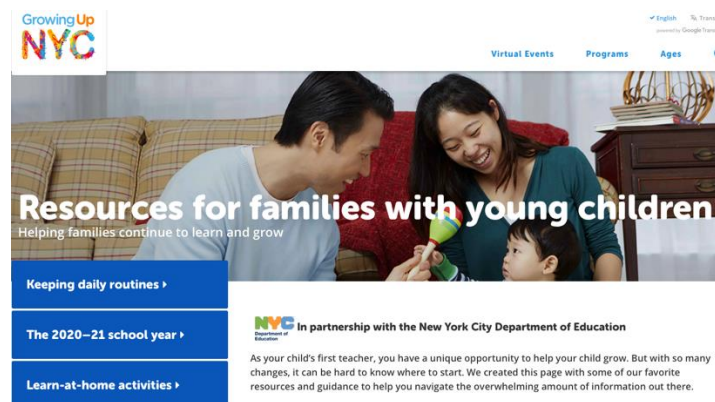 Growing Up
NYC
English
powered by Google
Virtual Events
Programs
Ages
Resources for families with young children
Helping families continue to learn and grow
Keeping daily routines
The 2020–21 school year
Learn-at-home activities
NYC
Department of
Education
In partnership with the New York City Department of Education
As your child's first teacher, you have a unique opportunity to help your child grow. But with so many
changes, it can be hard to know where to start. We created this page with some of our favorite
resources and guidance to help you navigate the overwhelming amount of information out there.